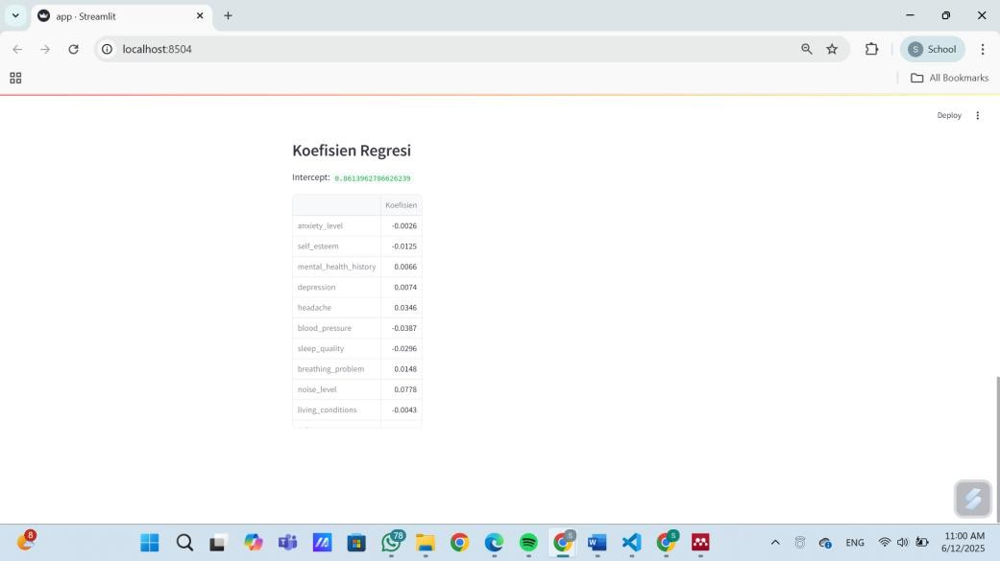 app · Streamlit
localhost:8504
S School
All Bookmarks
Deploy
Koefisien Regresi
Intercept: 0.8613962786626239
Koefisien
anxiety_level -0.0026
self_esteem -0.0125
mental_health_history 0.0066
depression 0.0074
headache 0.0346
blood_pressure -0.0387
sleep_quality -0.0296
breathing_problem 0.0148
noise_level 0.0778
living_conditions -0.0043
8
78
S
S
ENG
11:00 AM
6/12/2025